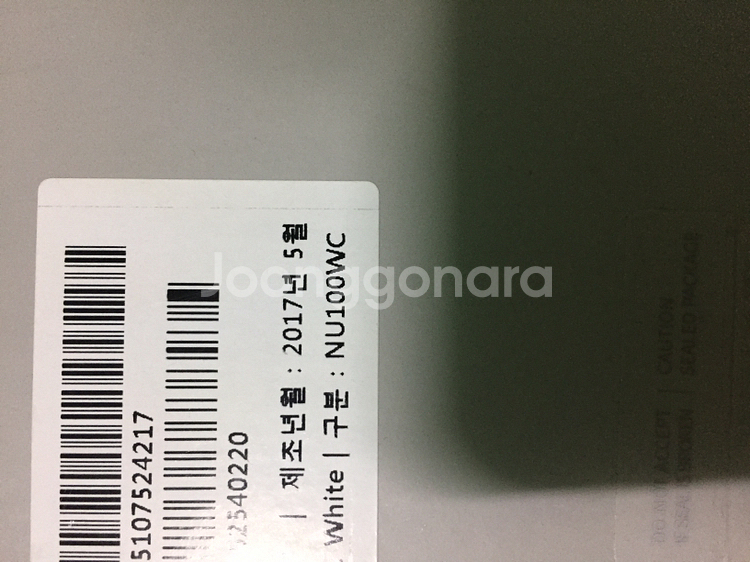 5107524217
2540220
| 제조년월 : 2017년 5월
White | 구분 : NU100WC
Joonggonara
ACCEPT | CAUTION
SEALED PACKAGE